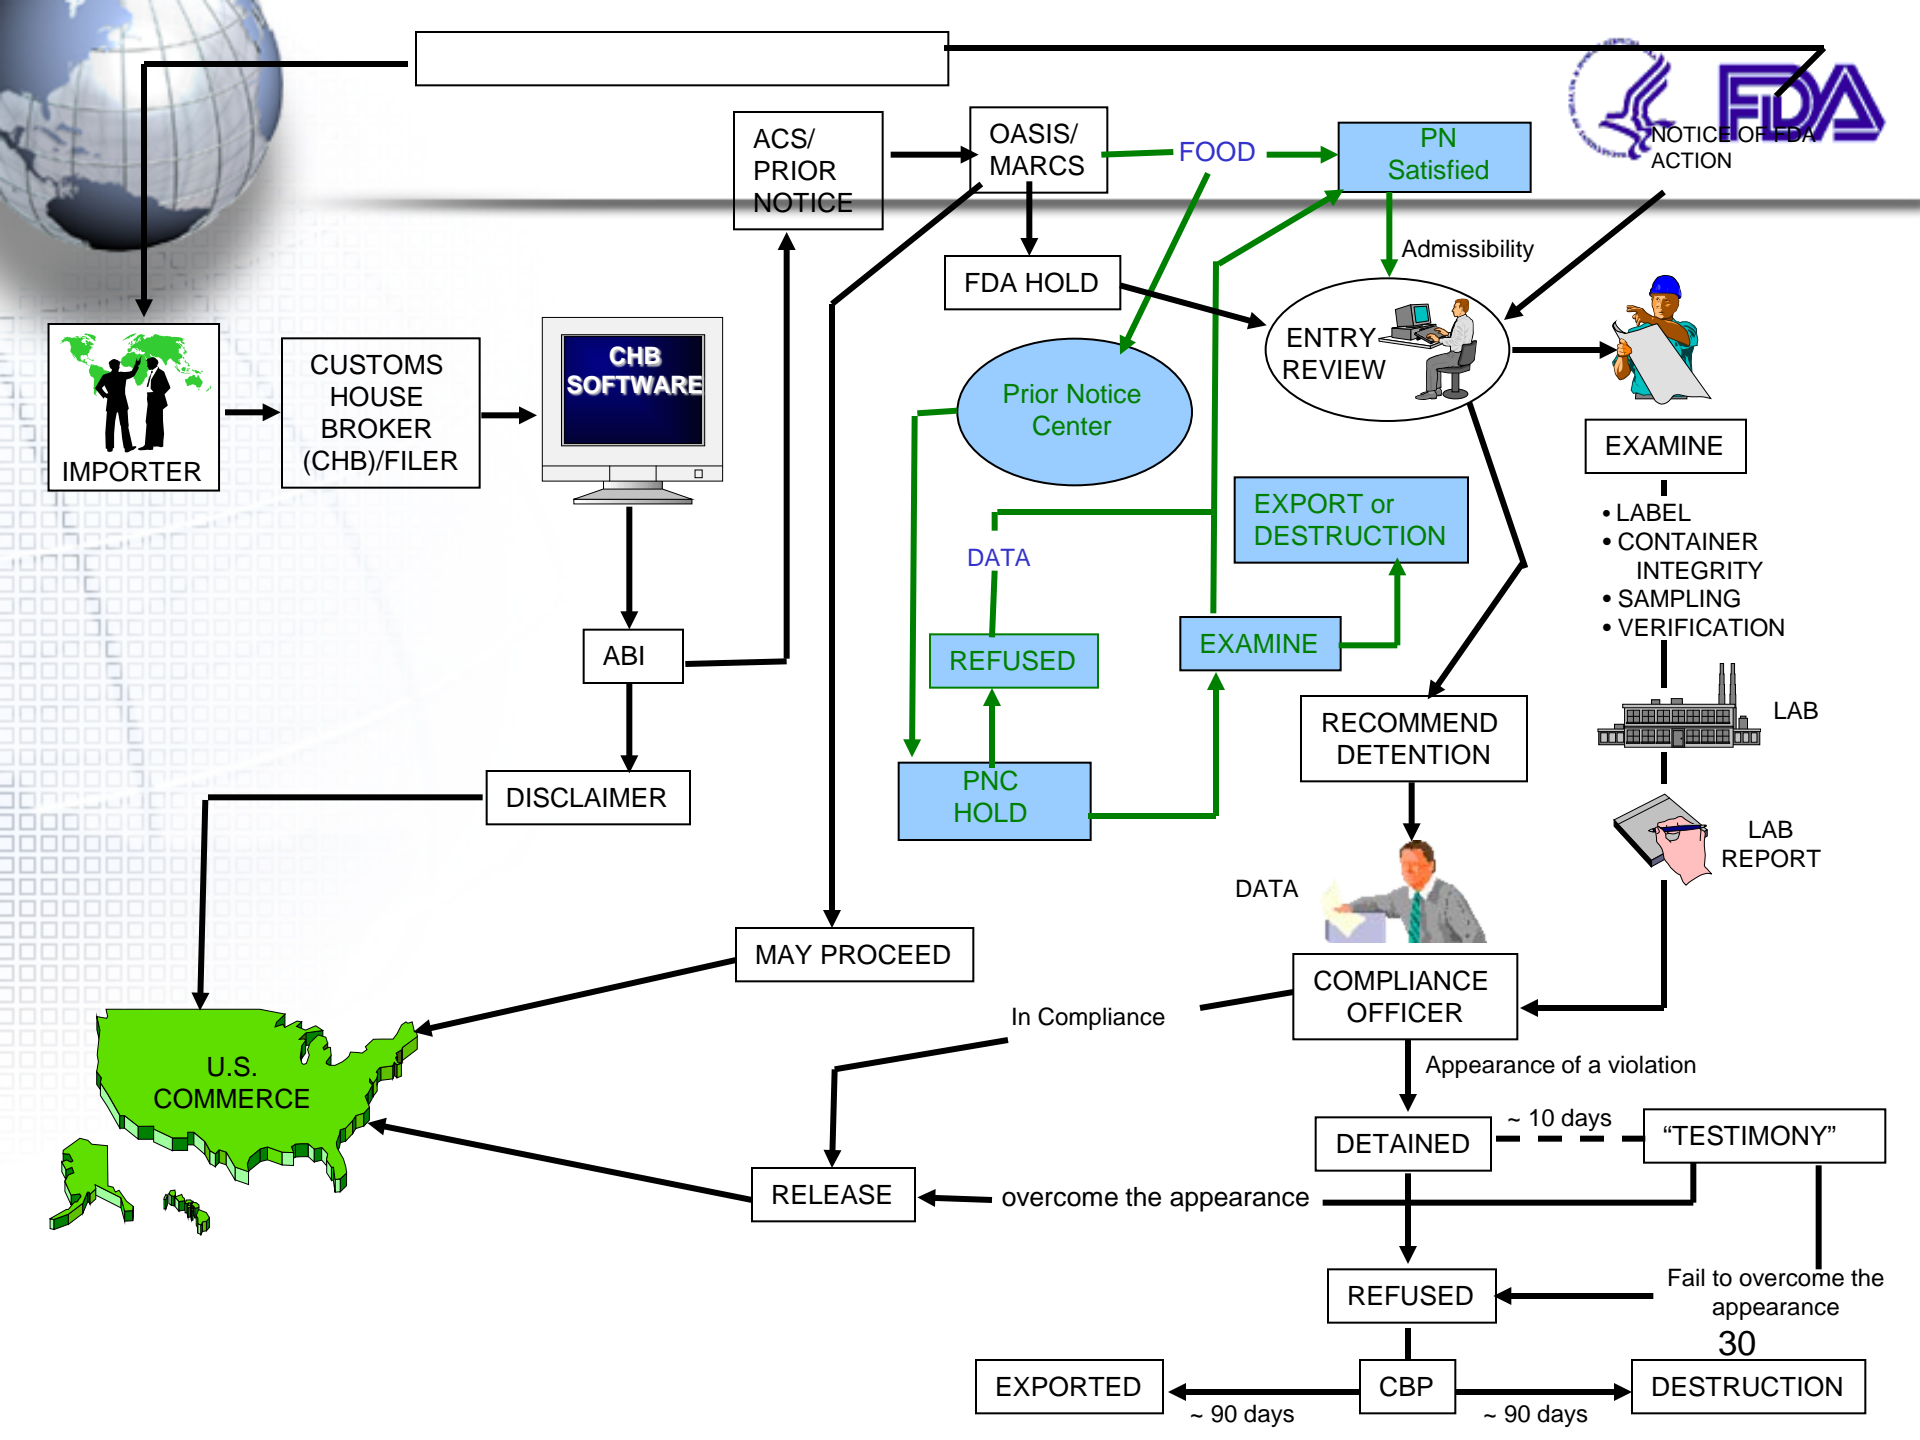 FDA
NOTICE OF FDA
ACTION
ACS/
PRIOR
NOTICE
OASIS/
MARCS
FOOD
PN
Satisfied
Admissibility
FDA HOLD
ENTRY
REVIEW
CHB
SOFTWARE
CUSTOMS
HOUSE
BROKER
(CHB)/FILER
IMPORTER
Prior Notice
Center
EXAMINE
• LABEL
• CONTAINER
INTEGRITY
• SAMPLING
• VERIFICATION
EXPORT or
DESTRUCTION
DATA
ABI
REFUSED
EXAMINE
RECOMMEND
DETENTION
LAB
PNC
HOLD
DISCLAIMER
LAB
REPORT
DATA
MAY PROCEED
COMPLIANCE
OFFICER
In Compliance
U.S.
COMMERCE
Appearance of a violation
~ 10 days
DETAINED
“TESTIMONY”
RELEASE
overcome the appearance
REFUSED
Fail to overcome the
appearance
30
EXPORTED
CBP
DESTRUCTION
~ 90 days
~ 90 days